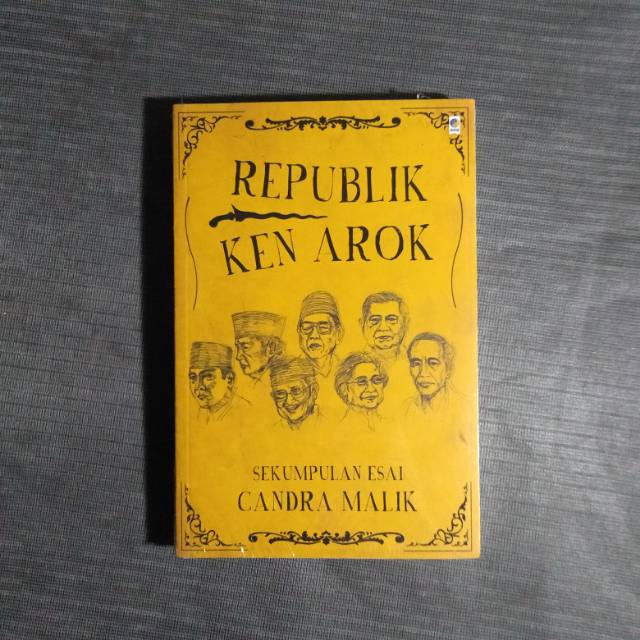 REPUBLIK
KEN AROK
SEKUMPULAN ESAI
CANDRA MALIK